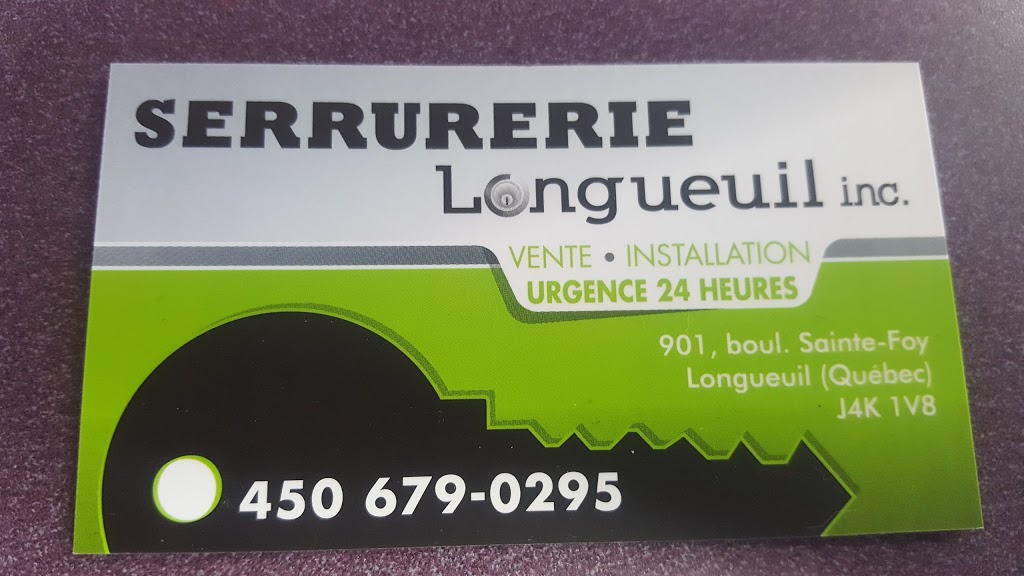 SERRURERIE
Longueuil inc.
VENTE • INSTALLATION
URGENCE 24 HEURES
901, boul. Sainte-Foy
Longueuil (Québec)
J4K 1V8
450 679-0295